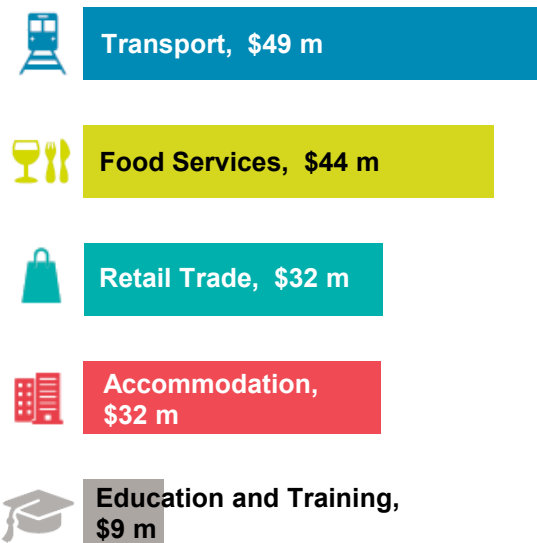 Transport, $49 m
Food Services, $44 m
Retail Trade, $32 m
Accommodation,
$32 m
Education and Training,
$9 m